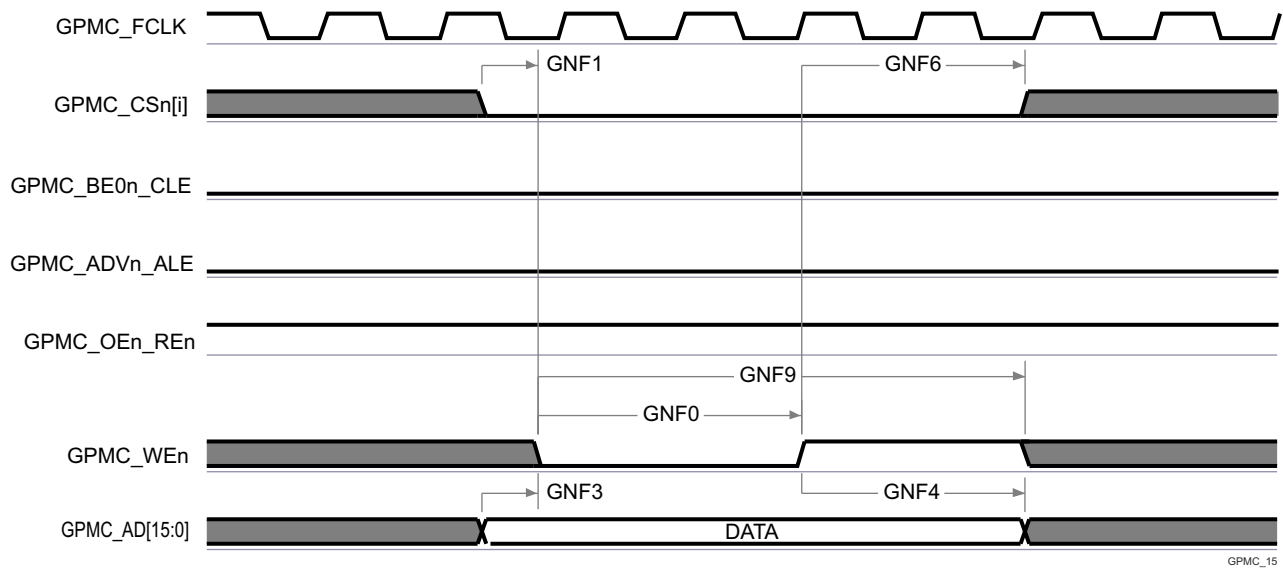 GPMC_FCLK
GNF1
GNF6
GPMC_CSn[i]
GPMC_BE0n_CLE
GPMC_ADVn_ALE
GPMC_OEn_REn
GNF9
GNF0
GPMC_WEn
GNF3
GNF4
GPMC_AD[15:0]
DATA
GPMC_15